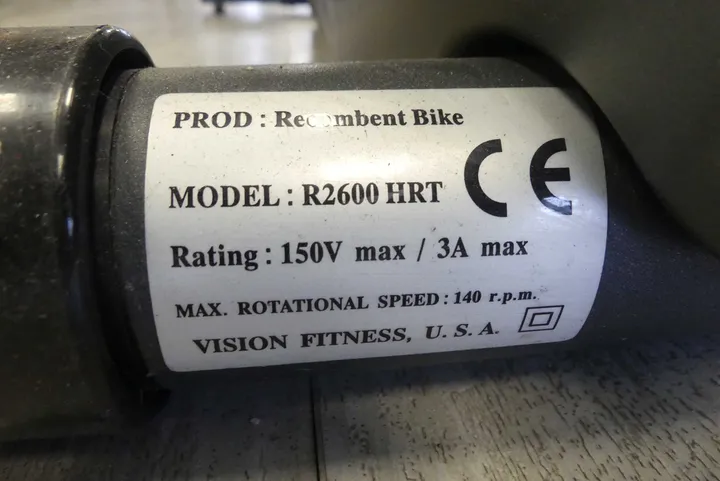 PROD : Recumbent Bike
MODEL : R2600 HRT
CE
Rating : 150V max / 3A max
MAX. ROTATIONAL SPEED : 140 r.p.m.
VISION FITNESS, U. S. A.